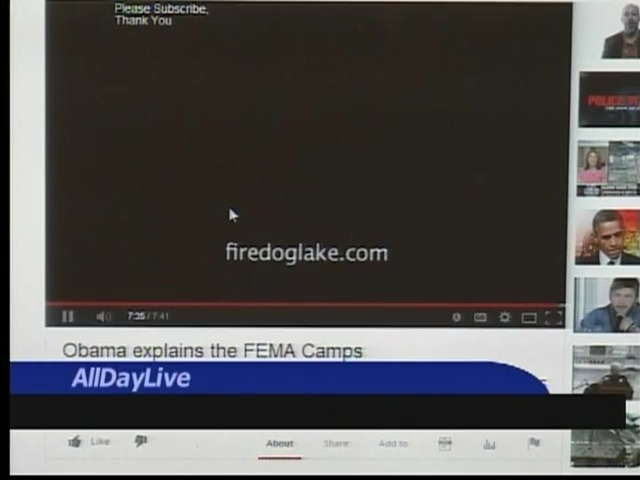 Please Subscribe,
Thank You
firedoglake.com
7:35 / 7:41
Obama explains the FEMA Camps
AllDayLive
Like
About
Share
Add to